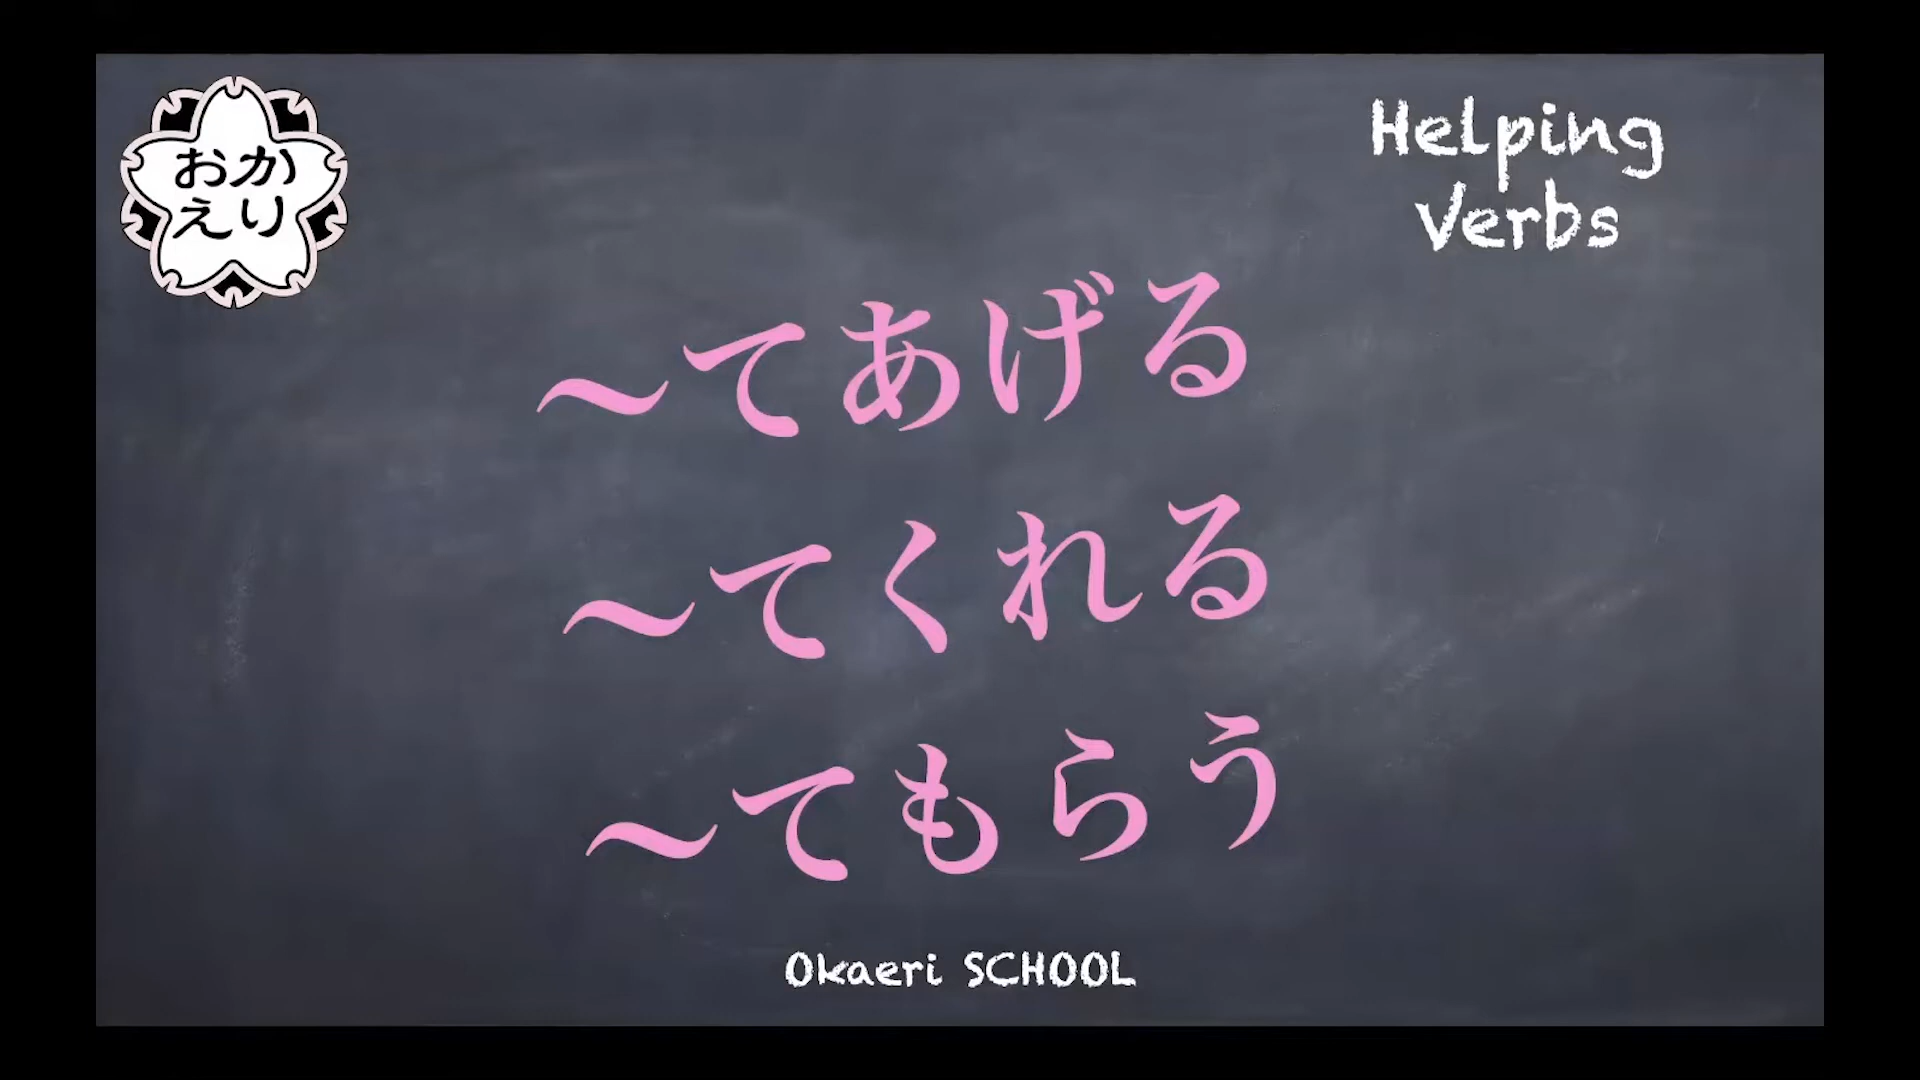 おか
えり
Helping
Verbs
～てあげる
～てくれる
～てもらう
Okaeri SCHOOL